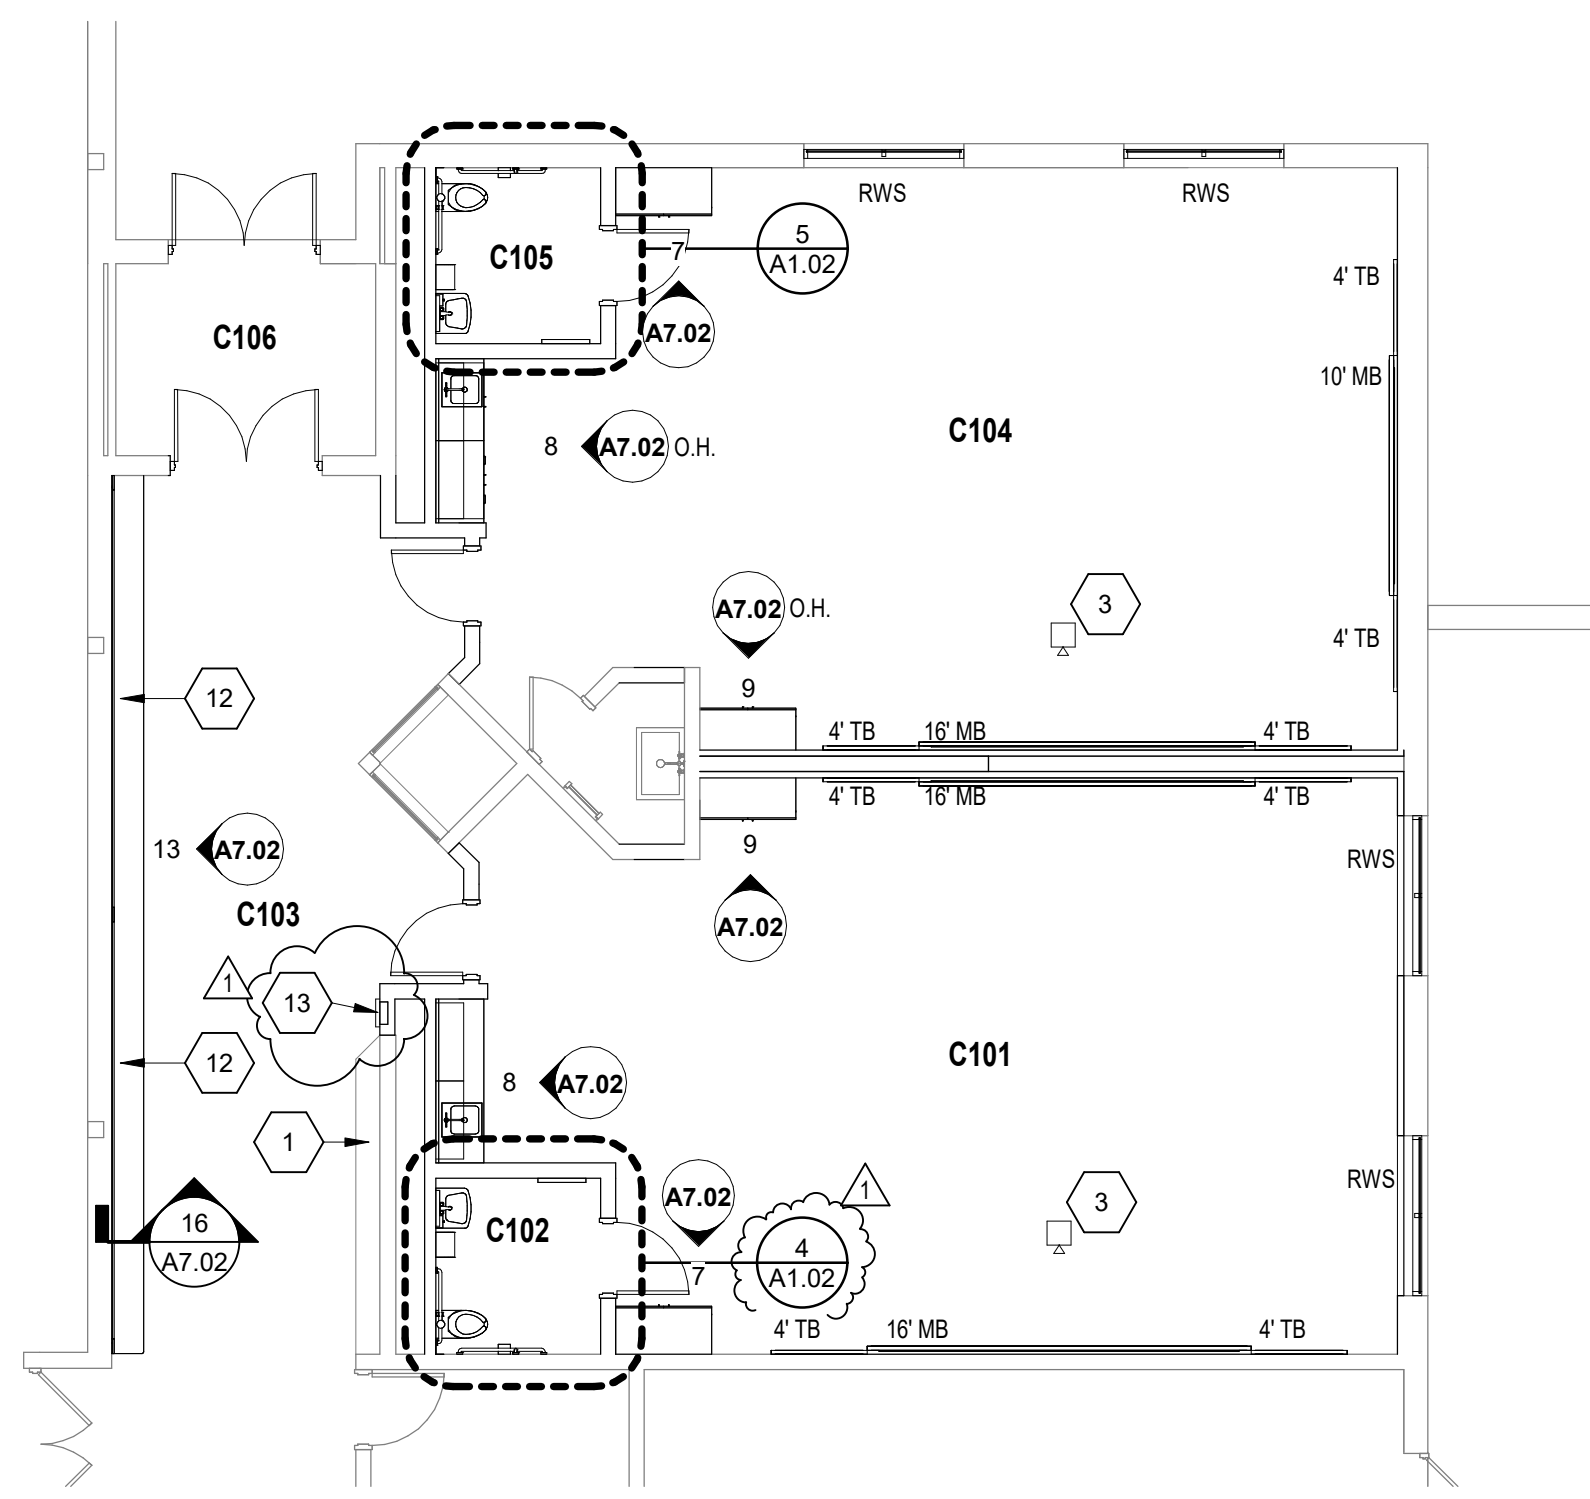 RWS
RWS
5
C105
7
A1.02
4' TB
A7.02
C106
10' MB
C104
8
A7.02
O.H.
3
A7.02
O.H.
4' TB
12
9
4' TB
16' MB
4' TB
4' TB
16' MB
4' TB
13
A7.02
9
RWS
C103
A7.02
1
13
C101
12
8
A7.02
1
RWS
A7.02
1
3
16
C102
4
A7.02
7
A1.02
4' TB
16' MB
4' TB